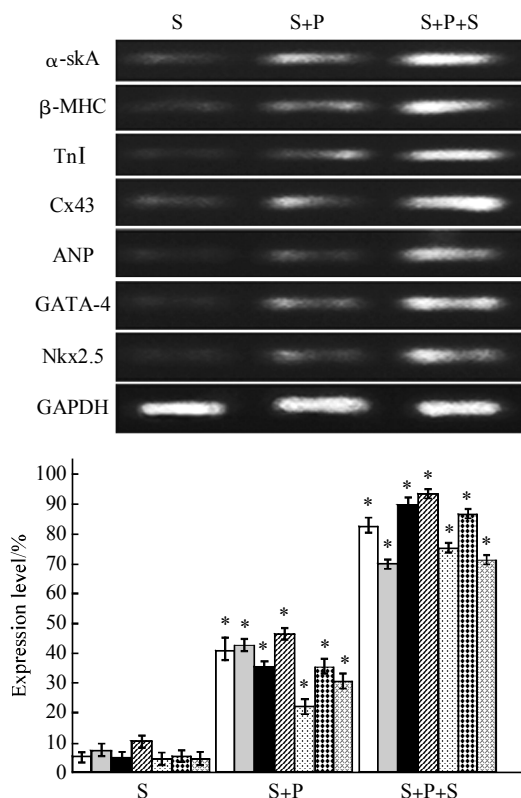 S S+P S+P+S
α-skA
β-MHC
TnI
Cx43
ANP
GATA-4
Nkx2.5
GAPDH
Expression level/%
100
90
80
70
60
50
40
30
20
10
0
* * * * * * *
* * * * * * *
S S+P S+P+S